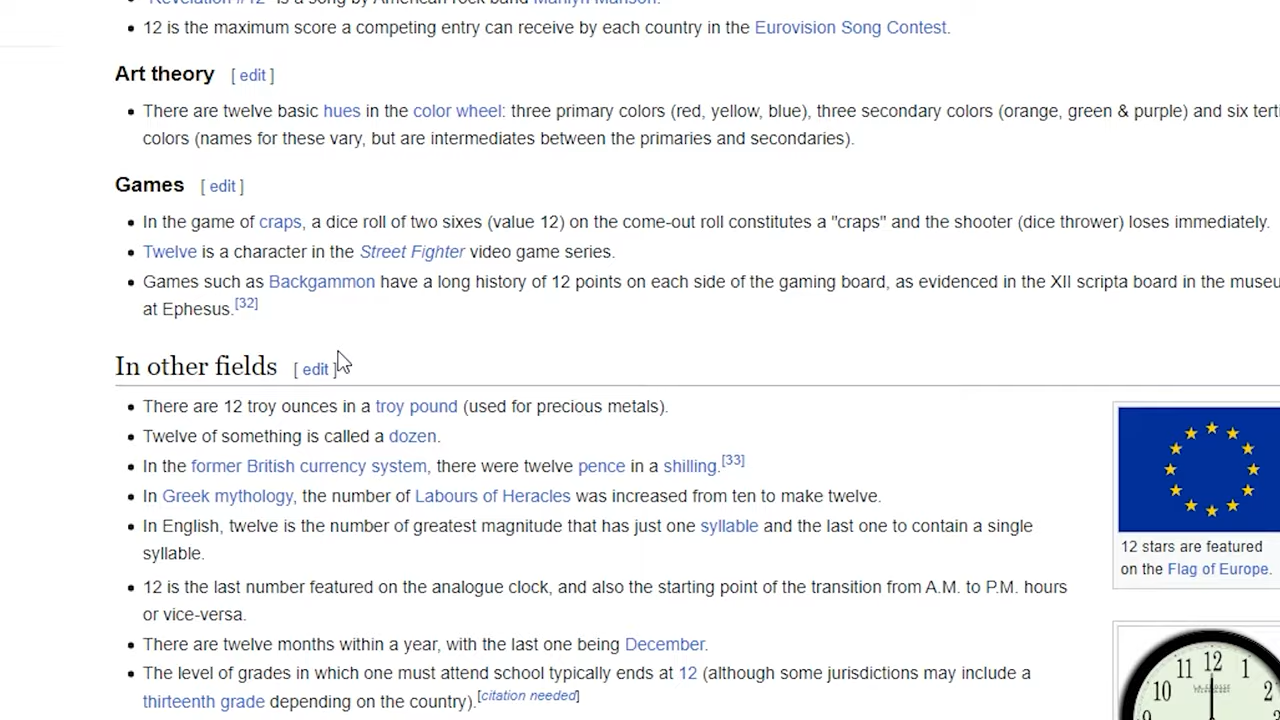 "Revelation #12" is a song by American rock band Marilyn Manson.
12 is the maximum score a competing entry can receive by each country in the Eurovision Song Contest.
Art theory [ edit ]
There are twelve basic hues in the color wheel: three primary colors (red, yellow, blue), three secondary colors (orange, green & purple) and six terti
colors (names for these vary, but are intermediates between the primaries and secondaries).
Games [ edit ]
In the game of craps, a dice roll of two sixes (value 12) on the come-out roll constitutes a "craps" and the shooter (dice thrower) loses immediately.
Twelve is a character in the Street Fighter video game series.
Games such as Backgammon have a long history of 12 points on each side of the gaming board, as evidenced in the XII scripta board in the museu
at Ephesus.[32]
In other fields [ edit ]
There are 12 troy ounces in a troy pound (used for precious metals).
Twelve of something is called a dozen.
In the former British currency system, there were twelve pence in a shilling.[33]
In Greek mythology, the number of Labours of Heracles was increased from ten to make twelve.
In English, twelve is the number of greatest magnitude that has just one syllable and the last one to contain a single
syllable.
12 is the last number featured on the analogue clock, and also the starting point of the transition from A.M. to P.M. hours
or vice-versa.
There are twelve months within a year, with the last one being December.
The level of grades in which one must attend school typically ends at 12 (although some jurisdictions may include a
thirteenth grade depending on the country).[citation needed]
12 stars are featured
on the Flag of Europe.
11 12 1
10 2
9